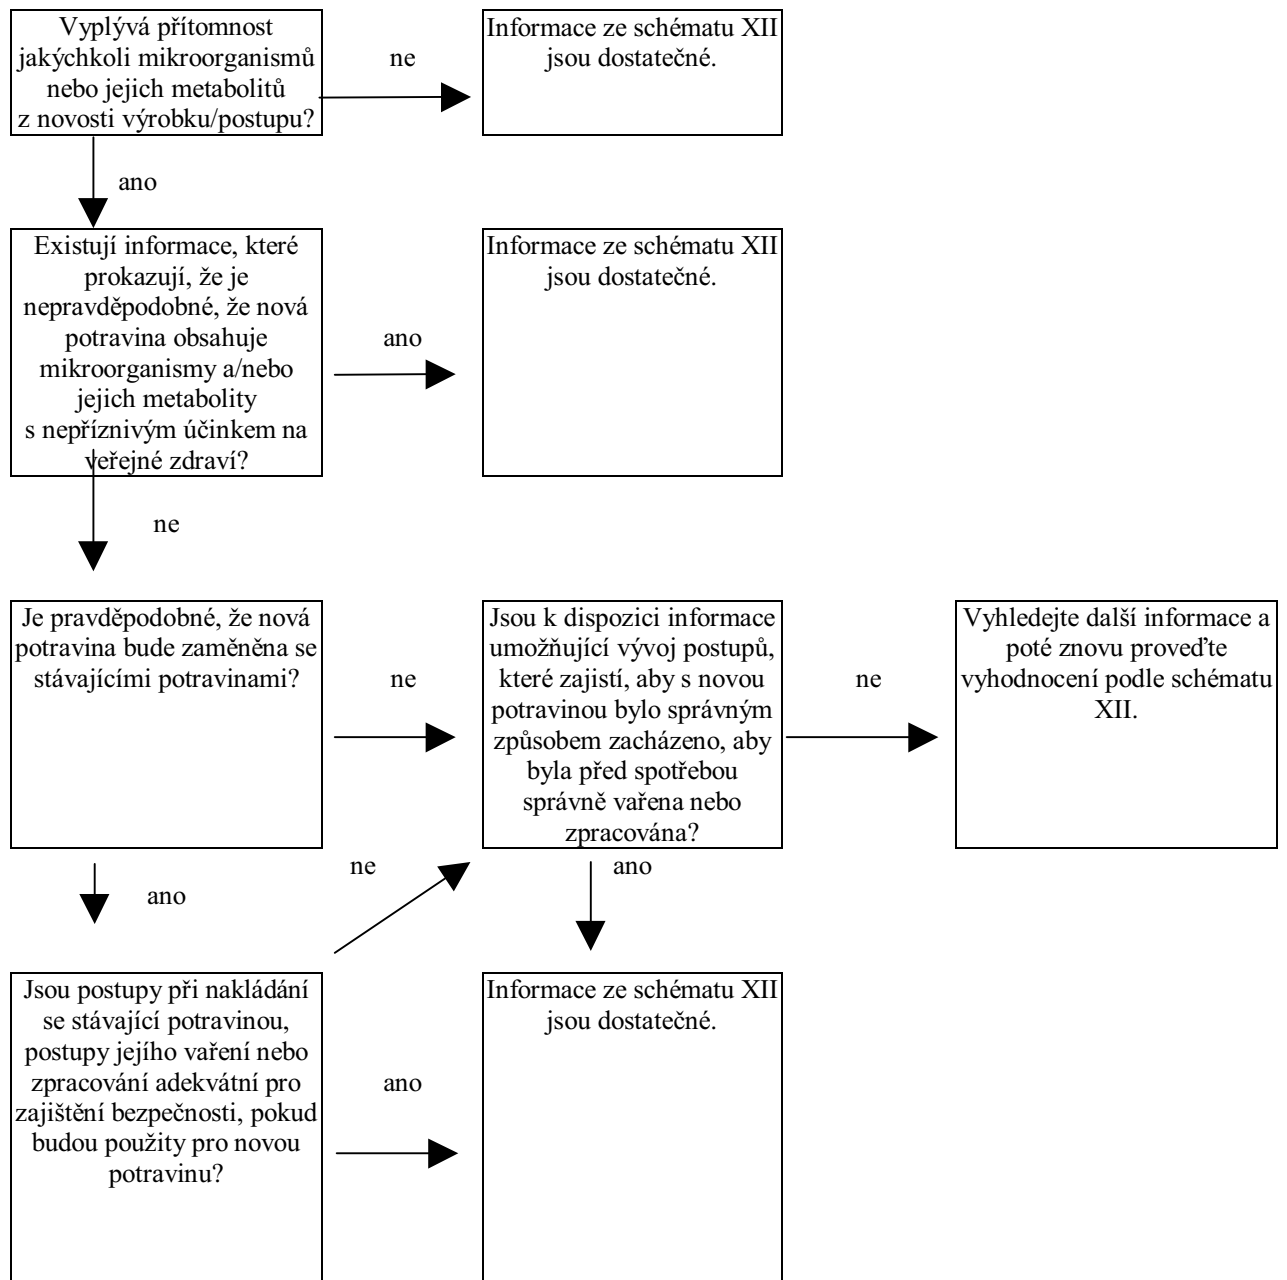 Vyplývá přítomnost
jakýchkoli mikroorganismů
nebo jejich metabolitů
z novosti výrobku/postupu?
ne
Informace ze schématu XII
jsou dostatečné.
ano
Existují informace, které
prokazují, že je
nepravděpodobné, že nová
potravina obsahuje
mikroorganismy a/nebo
jejich metabolity
s nepříznivým účinkem na
veřejné zdraví?
ano
Informace ze schématu XII
jsou dostatečné.
ne
Je pravděpodobné, že nová
potravina bude zaměněna se
stávajícími potravinami?
ne
Jsou k dispozici informace
umožňující vývoj postupů,
které zajistí, aby s novou
potravinou bylo správným
způsobem zacházeno, aby
byla před spotřebou
správně vařena nebo
zpracována?
ne
Vyhledejte další informace a
poté znovu proveďte
vyhodnocení podle schématu
XII.
ano
ne
ano
Jsou postupy při nakládání
se stávající potravinou,
postupy jejího vaření nebo
zpracování adekvátní pro
zajištění bezpečnosti, pokud
budou použity pro novou
potravinu?
ano
Informace ze schématu XII
jsou dostatečné.